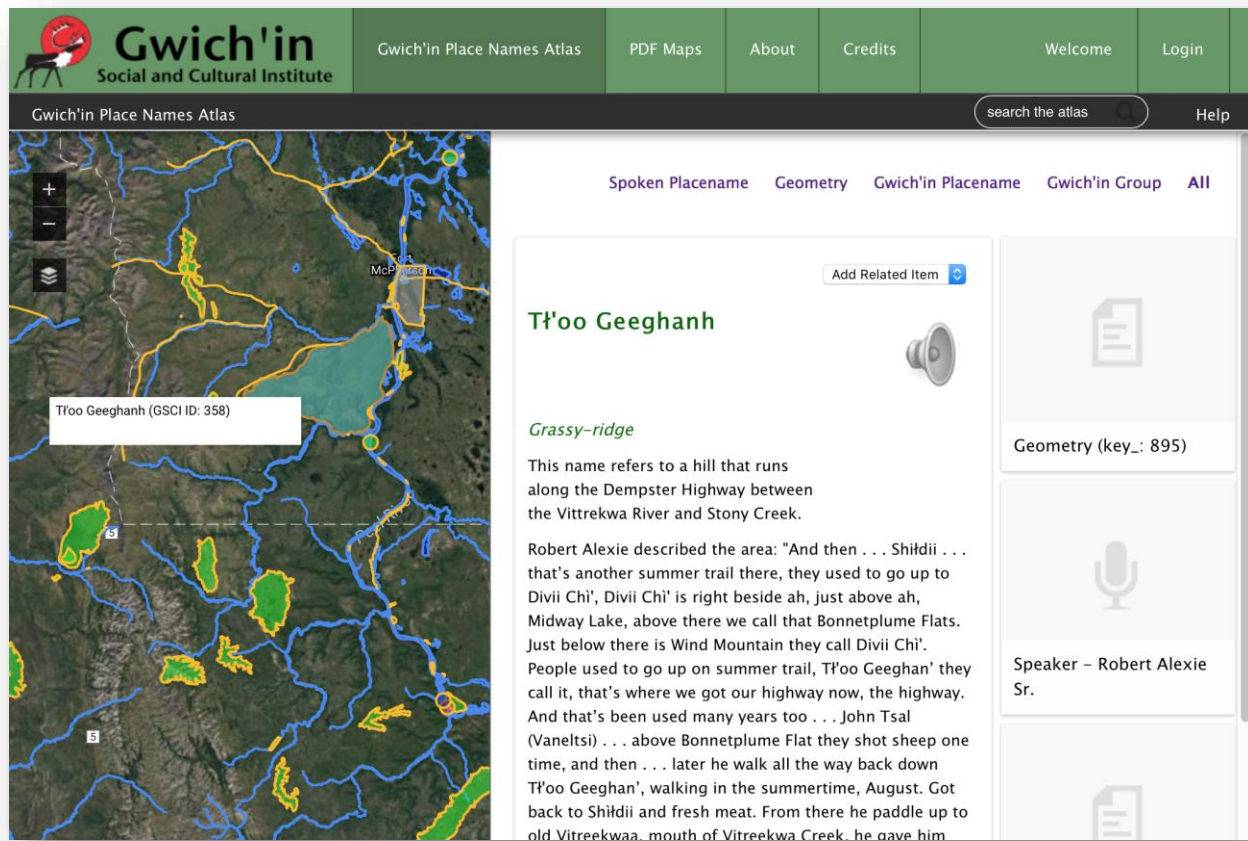 Gwich'in
Social and Cultural Institute
Gwich'in Place Names Atlas
PDF Maps
About
Credits
Welcome
Login
Gwich'in Place Names Atlas
search the atlas
Help
+
−
Fort
McPherson
Tł'oo Geeghanh (GSCI ID: 358)
5
5
Spoken Placename
Geometry
Gwich'in Placename
Gwich'in Group
All
Add Related Item
Tł'oo Geeghanh
Grassy-ridge
This name refers to a hill that runs
along the Dempster Highway between
the Vittrekwa River and Stony Creek.
Robert Alexie described the area: "And then . . . Shiłdii . . .
that's another summer trail there, they used to go up to
Divii Chì', Divii Chì' is right beside ah, just above ah,
Midway Lake, above there we call that Bonnetplume Flats.
Just below there is Wind Mountain they call Divii Chì'.
People used to go up on summer trail, Tł'oo Geeghan' they
call it, that's where we got our highway now, the highway.
And that's been used many years too . . . John Tsal
(Vaneltsi) . . . above Bonnetplume Flat they shot sheep one
time, and then . . . later he walk all the way back down
Tł'oo Geeghan', walking in the summertime, August. Got
back to Shiłdii and fresh meat. From there he paddle up to
old Vitreekwaa, mouth of Vitreekwa Creek, he gave him
Geometry (key_: 895)
Speaker - Robert Alexie
Sr.